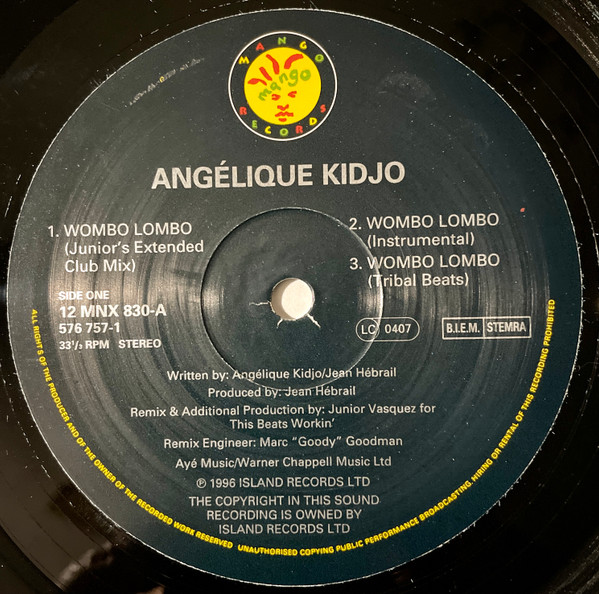 MANGO
mango
RECORDS
ANGÉLIQUE KIDJO
1. WOMBO LOMBO
(Junior's Extended
Club Mix)
2. WOMBO LOMBO
(Instrumental)
3. WOMBO LOMBO
(Tribal Beats)
SIDE ONE
12 MNX 830-A
576 757-1
33¹/₃ RPM STEREO
LC 0407
B.I.E.M. STEMRA
Written by: Angélique Kidjo/Jean Hébrail
Produced by: Jean Hébrail
Remix & Additional Production by: Junior Vasquez for
This Beats Workin'
Remix Engineer: Marc "Goody" Goodman
Ayé Music/Warner Chappell Music Ltd
℗ 1996 ISLAND RECORDS LTD
THE COPYRIGHT IN THIS SOUND
RECORDING IS OWNED BY
ISLAND RECORDS LTD
ALL RIGHTS OF THE PRODUCER AND OF THE OWNER OF THE RECORDED WORK RESERVED UNAUTHORISED COPYING PUBLIC PERFORMANCE BROADCASTING, HIRING OR RENTAL OF THIS RECORDING PROHIBITED